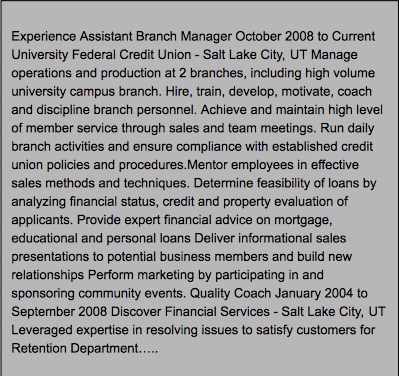 Experience Assistant Branch Manager October 2008 to Current
University Federal Credit Union - Salt Lake City, UT Manage
operations and production at 2 branches, including high volume
university campus branch. Hire, train, develop, motivate, coach
and discipline branch personnel. Achieve and maintain high level
of member service through sales and team meetings. Run daily
branch activities and ensure compliance with established credit
union policies and procedures.Mentor employees in effective
sales methods and techniques. Determine feasibility of loans by
analyzing financial status, credit and property evaluation of
applicants. Provide expert financial advice on mortgage,
educational and personal loans Deliver informational sales
presentations to potential business members and build new
relationships Perform marketing by participating in and
sponsoring community events. Quality Coach January 2004 to
September 2008 Discover Financial Services - Salt Lake City, UT
Leveraged expertise in resolving issues to satisfy customers for
Retention Department…..